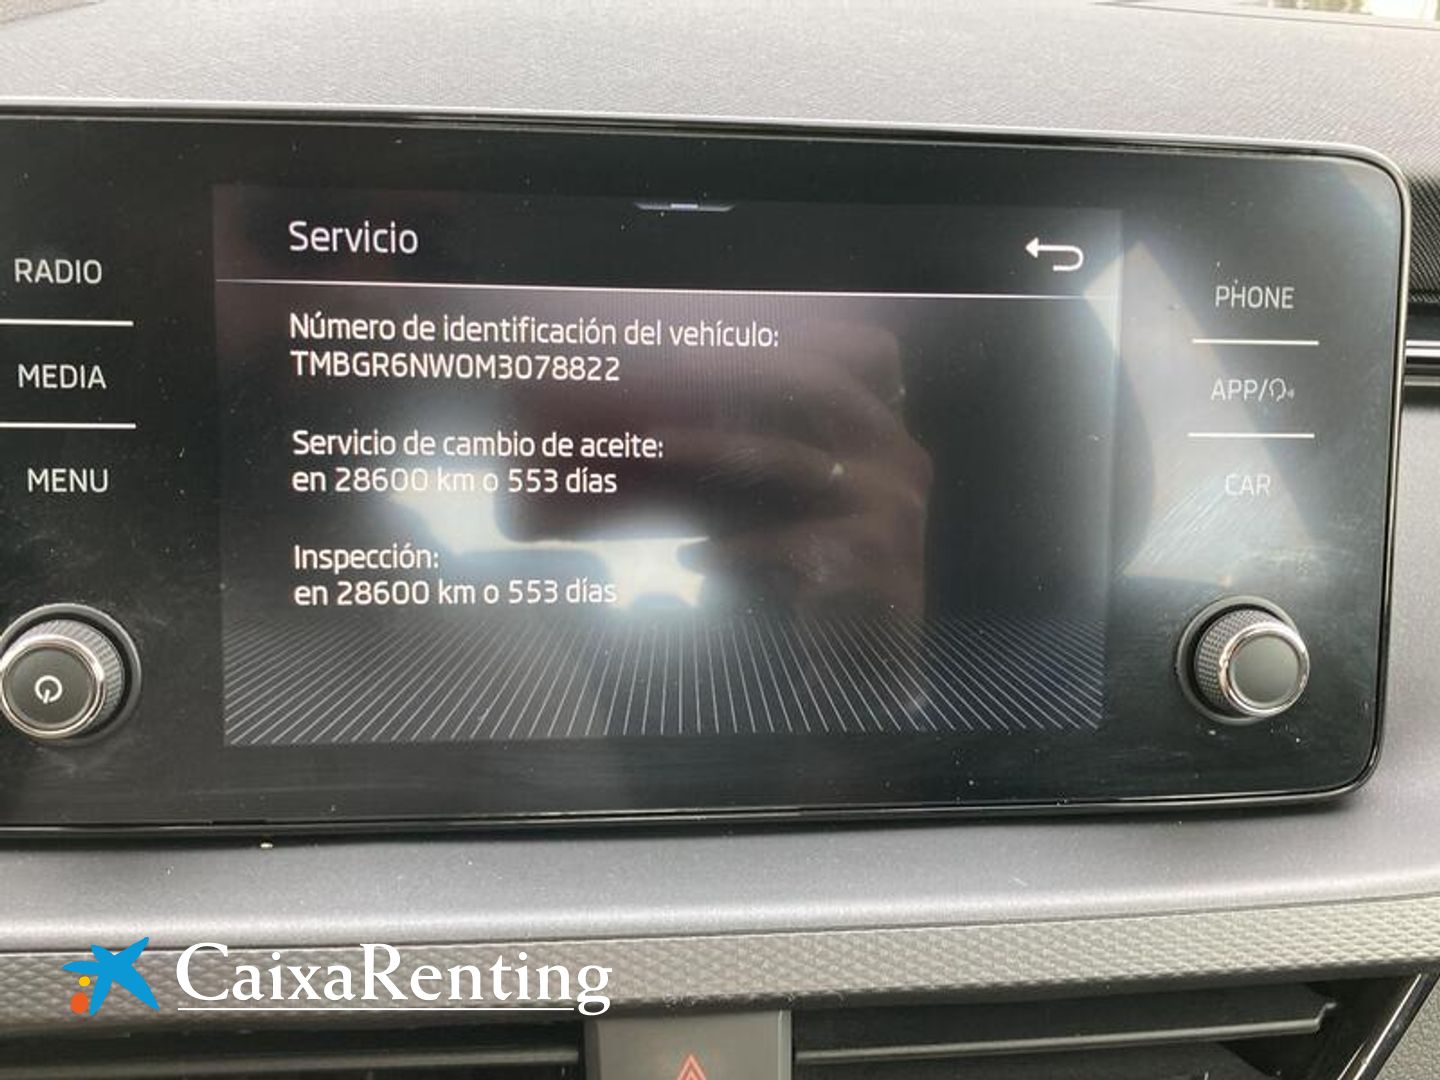 Servicio
RADIO
MEDIA
MENU
Número de identificación del vehículo:
TMBGR6NW0M3078822
Servicio de cambio de aceite:
en 28600 km o 553 días
Inspección:
en 28600 km o 553 días
PHONE
APP/
CAR
CaixaRenting